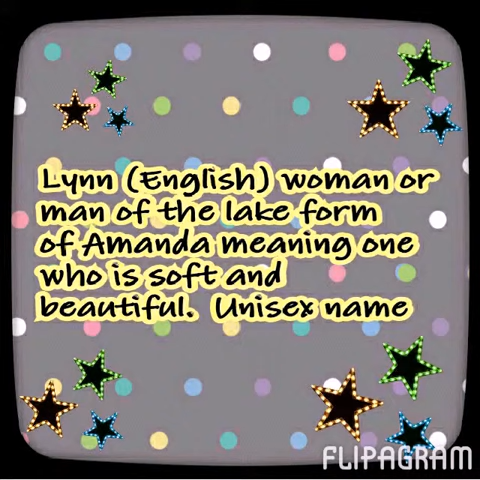 Lynn (English) woman or
man of the lake form
of Amanda meaning one
who is soft and
beautiful. Unisex name
FLIPAGRAM